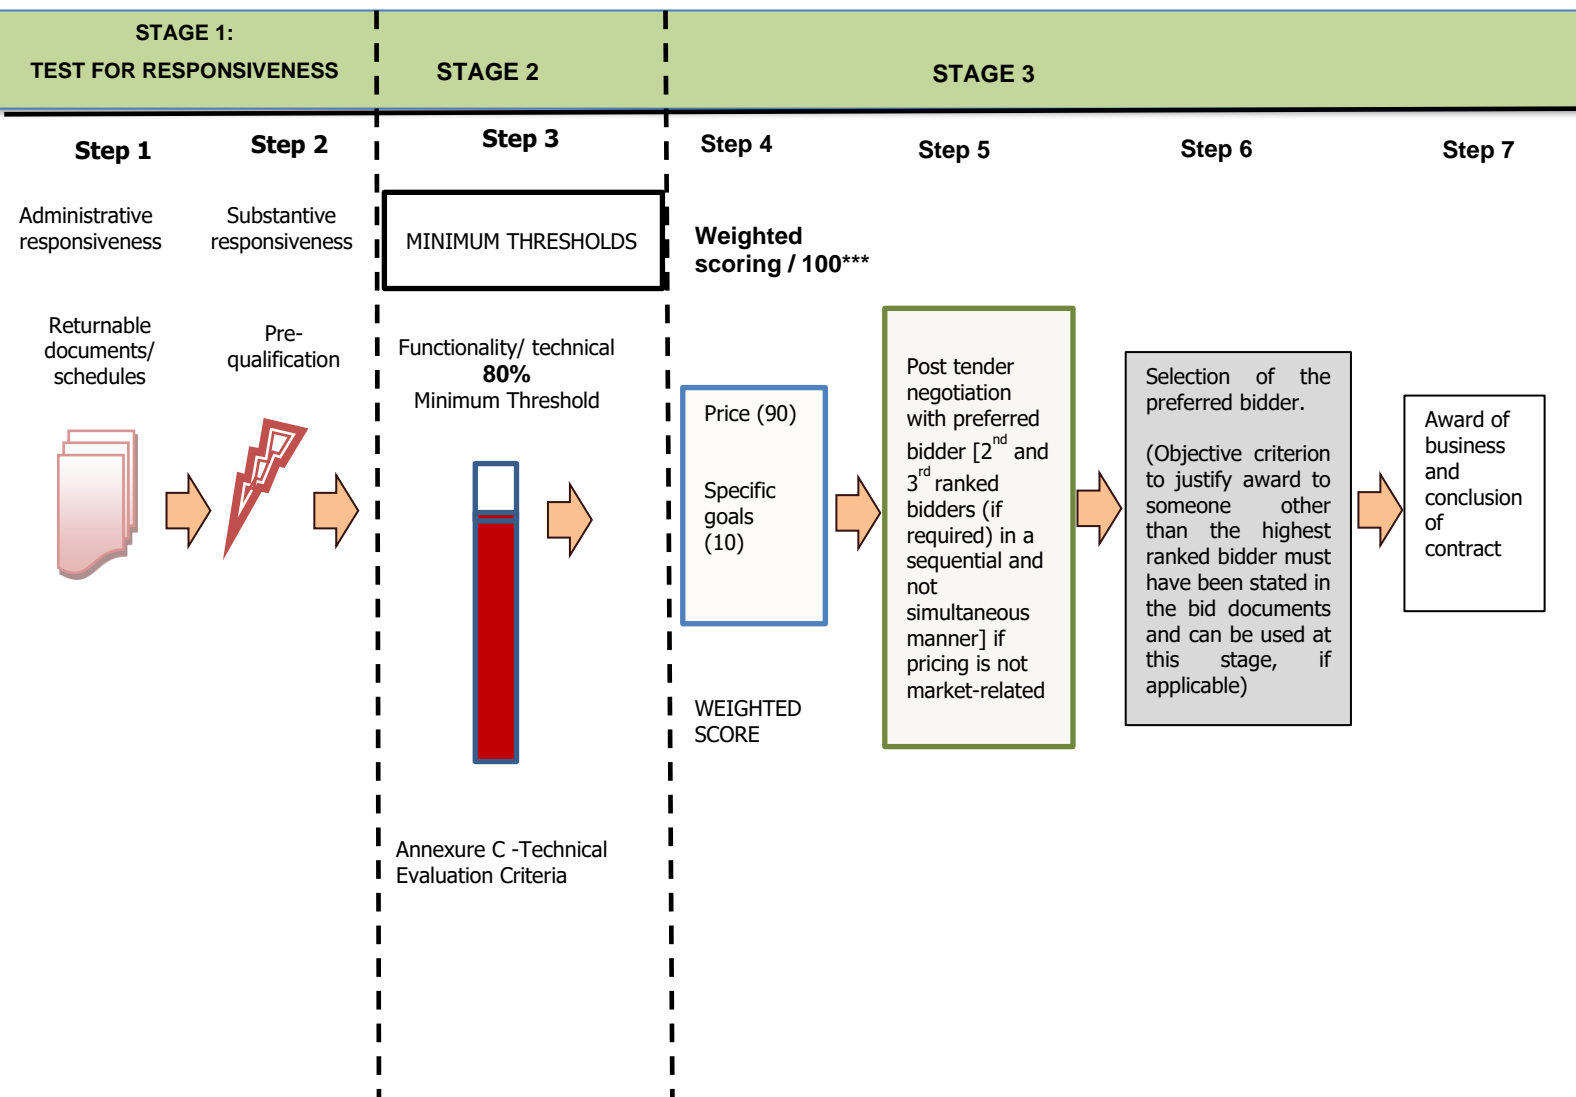 STAGE 1:
TEST FOR RESPONSIVENESS
STAGE 2
STAGE 3
Step 1
Step 2
Step 3
Step 4
Step 5
Step 6
Step 7
Administrative
responsiveness
Substantive
responsiveness
MINIMUM THRESHOLDS
Weighted
scoring / 100***
Returnable
documents/
schedules
Pre-
qualification
Functionality/ technical
80%
Minimum Threshold
Annexure C -Technical
Evaluation Criteria
Price (90)
Specific
goals
(10)
WEIGHTED
SCORE
Post tender
negotiation
with preferred
bidder [2nd and
3rd ranked
bidders (if
required) in a
sequential and
not
simultaneous
manner] if
pricing is not
market-related
Selection of the
preferred bidder.
(Objective criterion
to justify award to
someone other
than the highest
ranked bidder must
have been stated in
the bid documents
and can be used at
this stage, if
applicable)
Award of
business
and
conclusion
of
contract